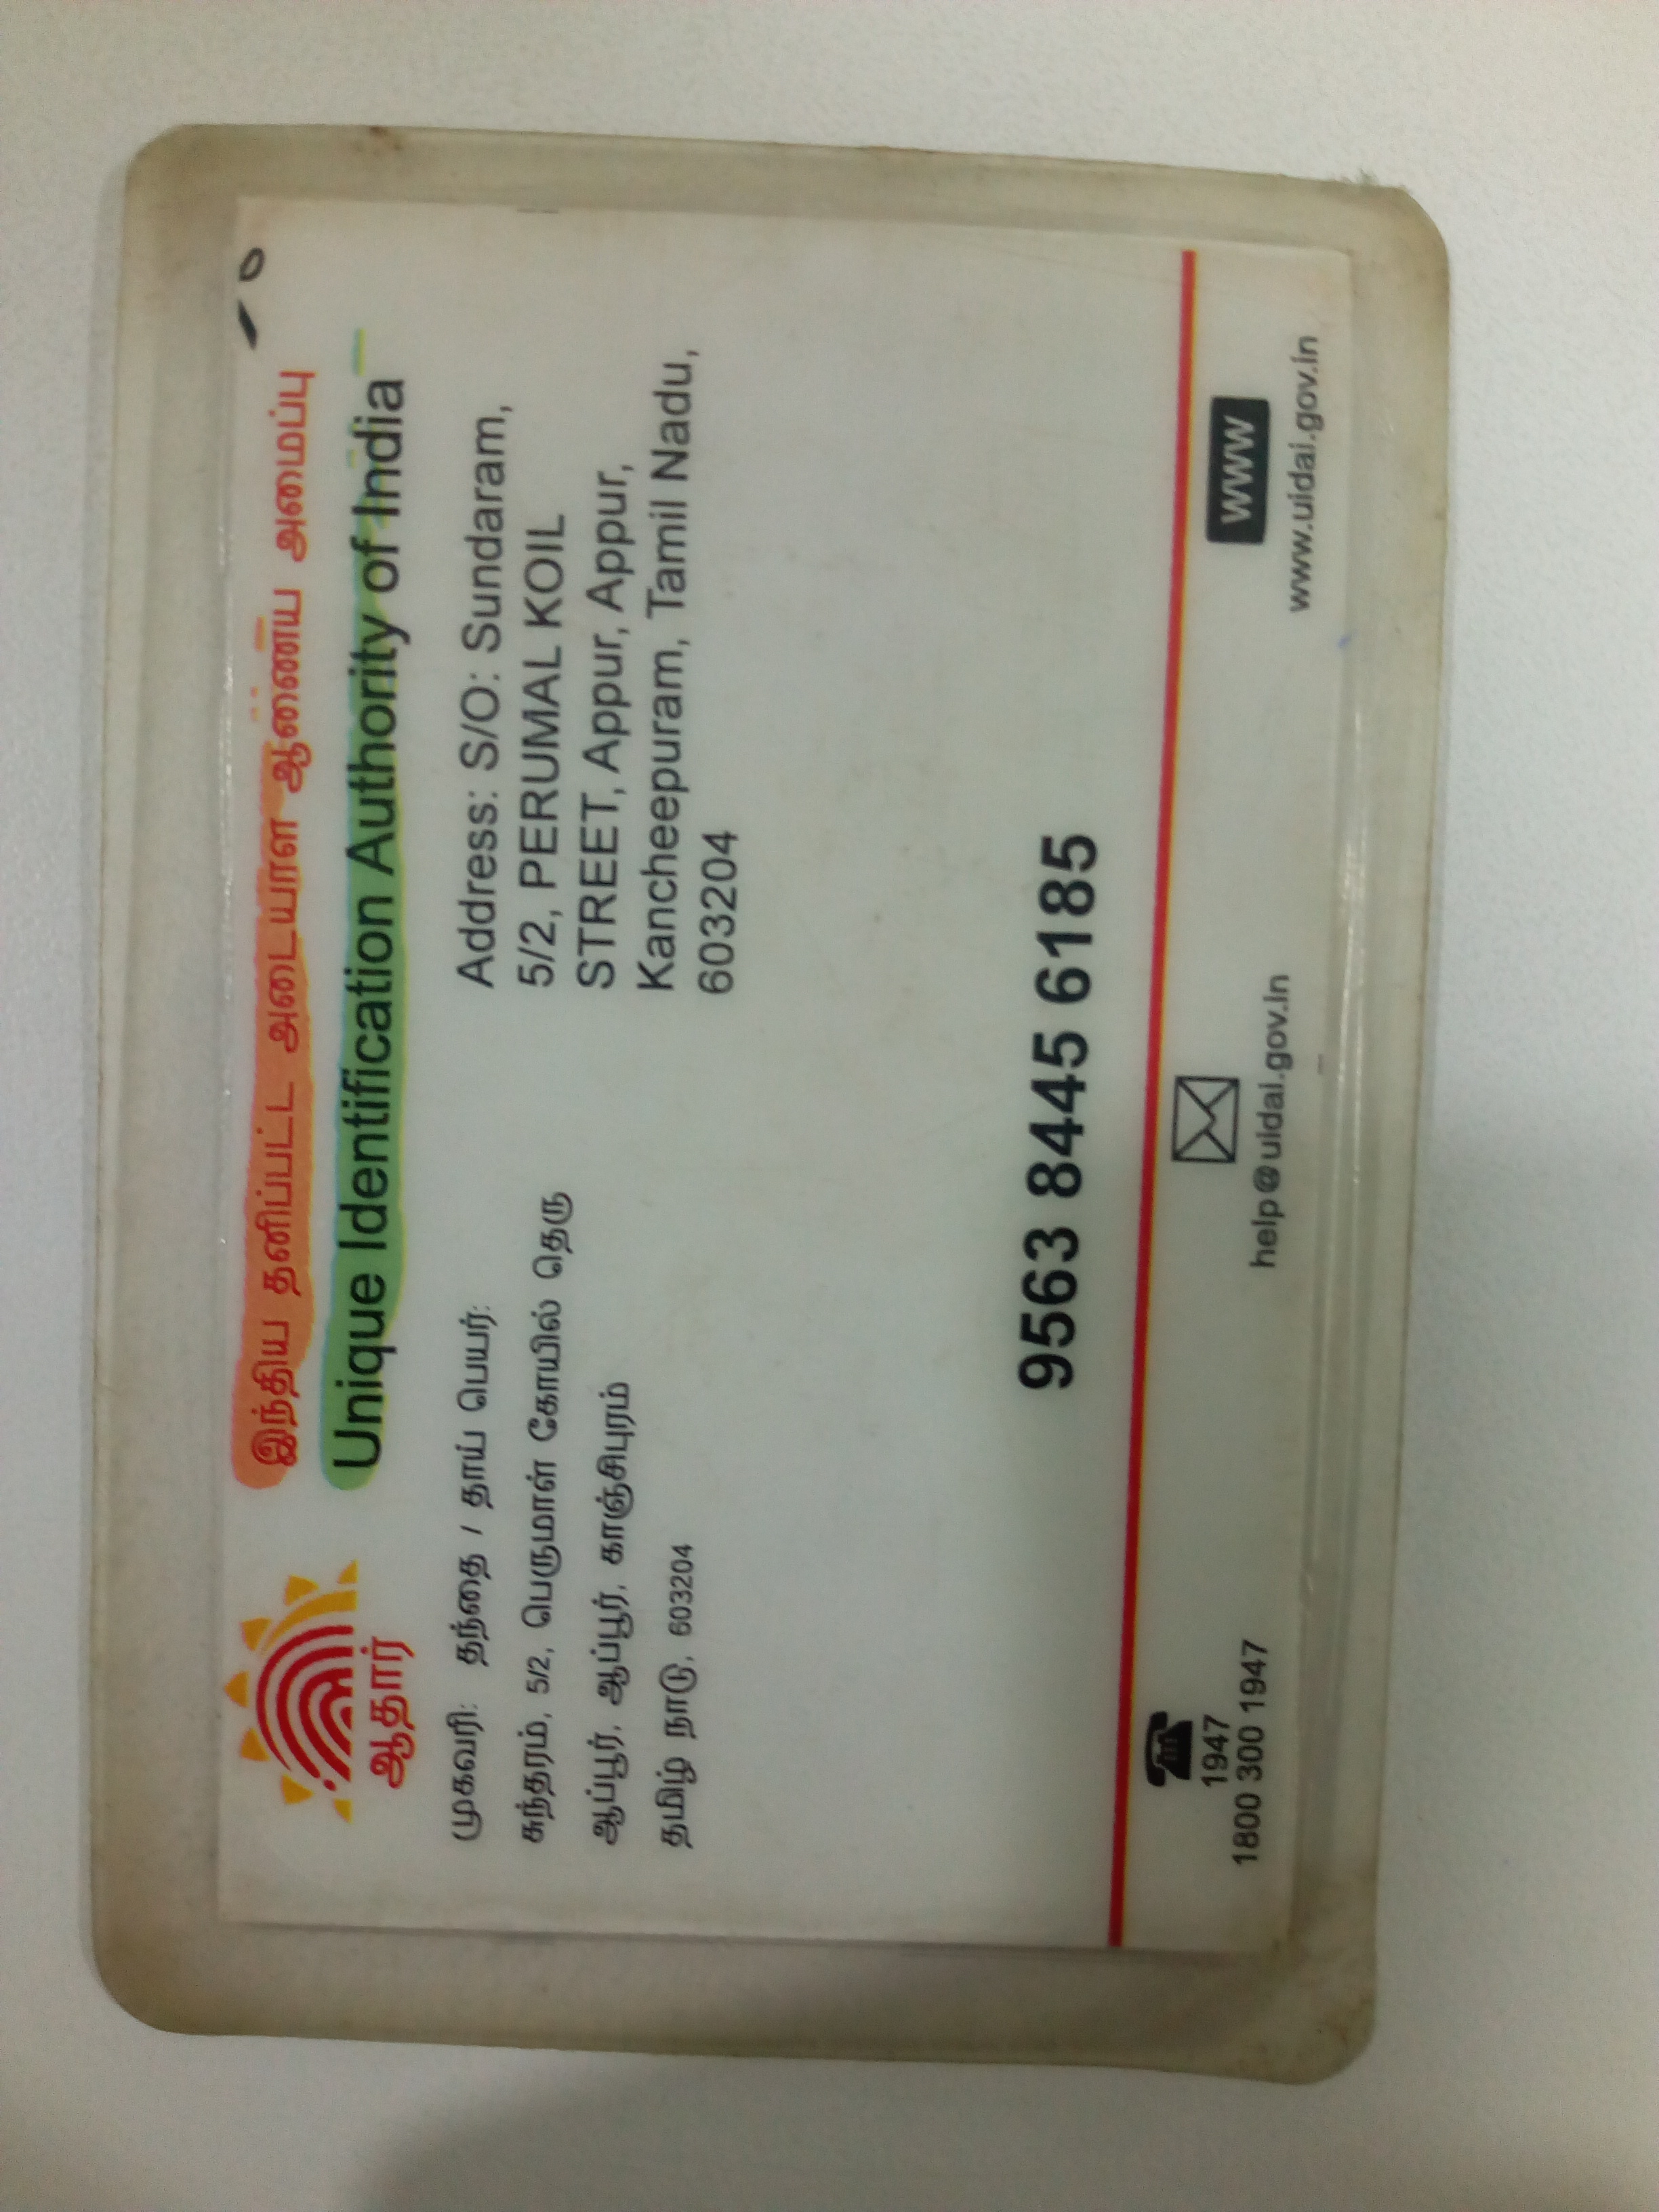 இந்திய தனிப்பட்ட அடையாள ஆணைய அமைப்பு
Unique Identification Authority of India
ஆதார்
முகவரி: தந்தை / தாய் பெயர்:
சுந்தரம், 5/2, பெருமாள் கோயில் தெரு
ஆப்பூர், ஆப்பூர், காஞ்சிபுரம்
தமிழ் நாடு, 603204
Address: S/O: Sundaram,
5/2, PERUMAL KOIL
STREET, Appur, Appur,
Kancheepuram, Tamil Nadu,
603204
9563 8445 6185
1947
1800 300 1947
help@uidai.gov.in
WWW
www.uidai.gov.in